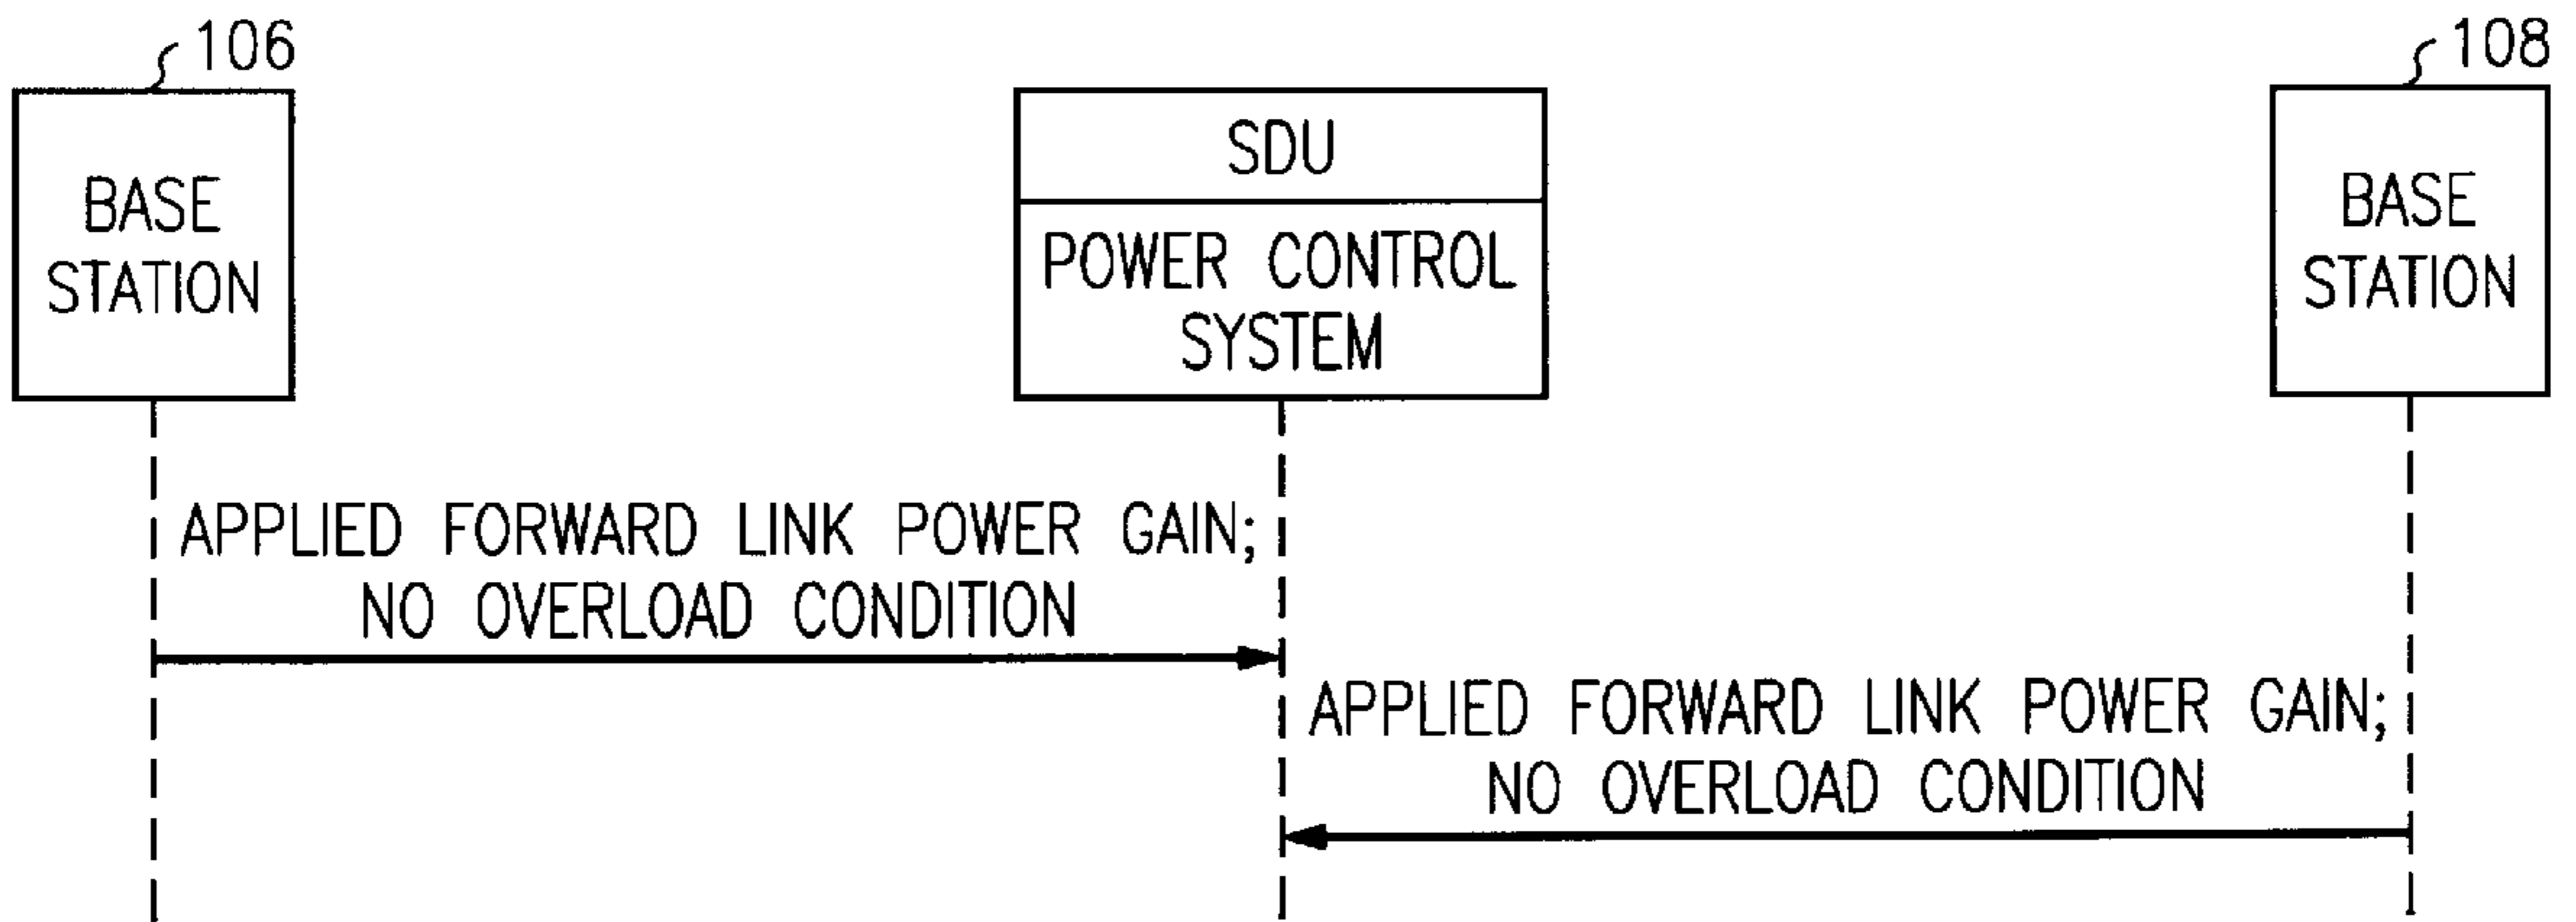 106
108
BASE
STATION
SDU
POWER CONTROL
SYSTEM
BASE
STATION
APPLIED FORWARD LINK POWER GAIN;
NO OVERLOAD CONDITION
APPLIED FORWARD LINK POWER GAIN;
NO OVERLOAD CONDITION